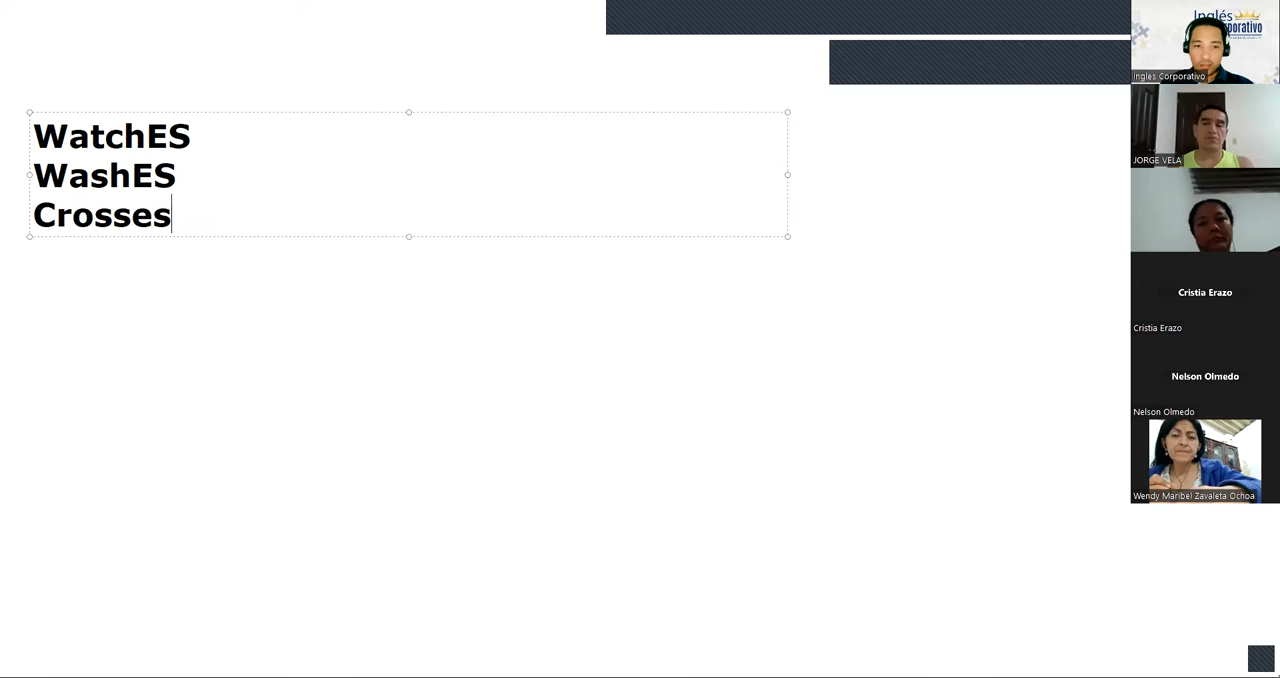 WatchES
WashES
Crosses
Inglés
Ingles Corporativo
JORGE VELA
Cristia Erazo
Cristia Erazo
Nelson Olmedo
Nelson Olmedo
Wendy Maribel Zavaleta Ochoa